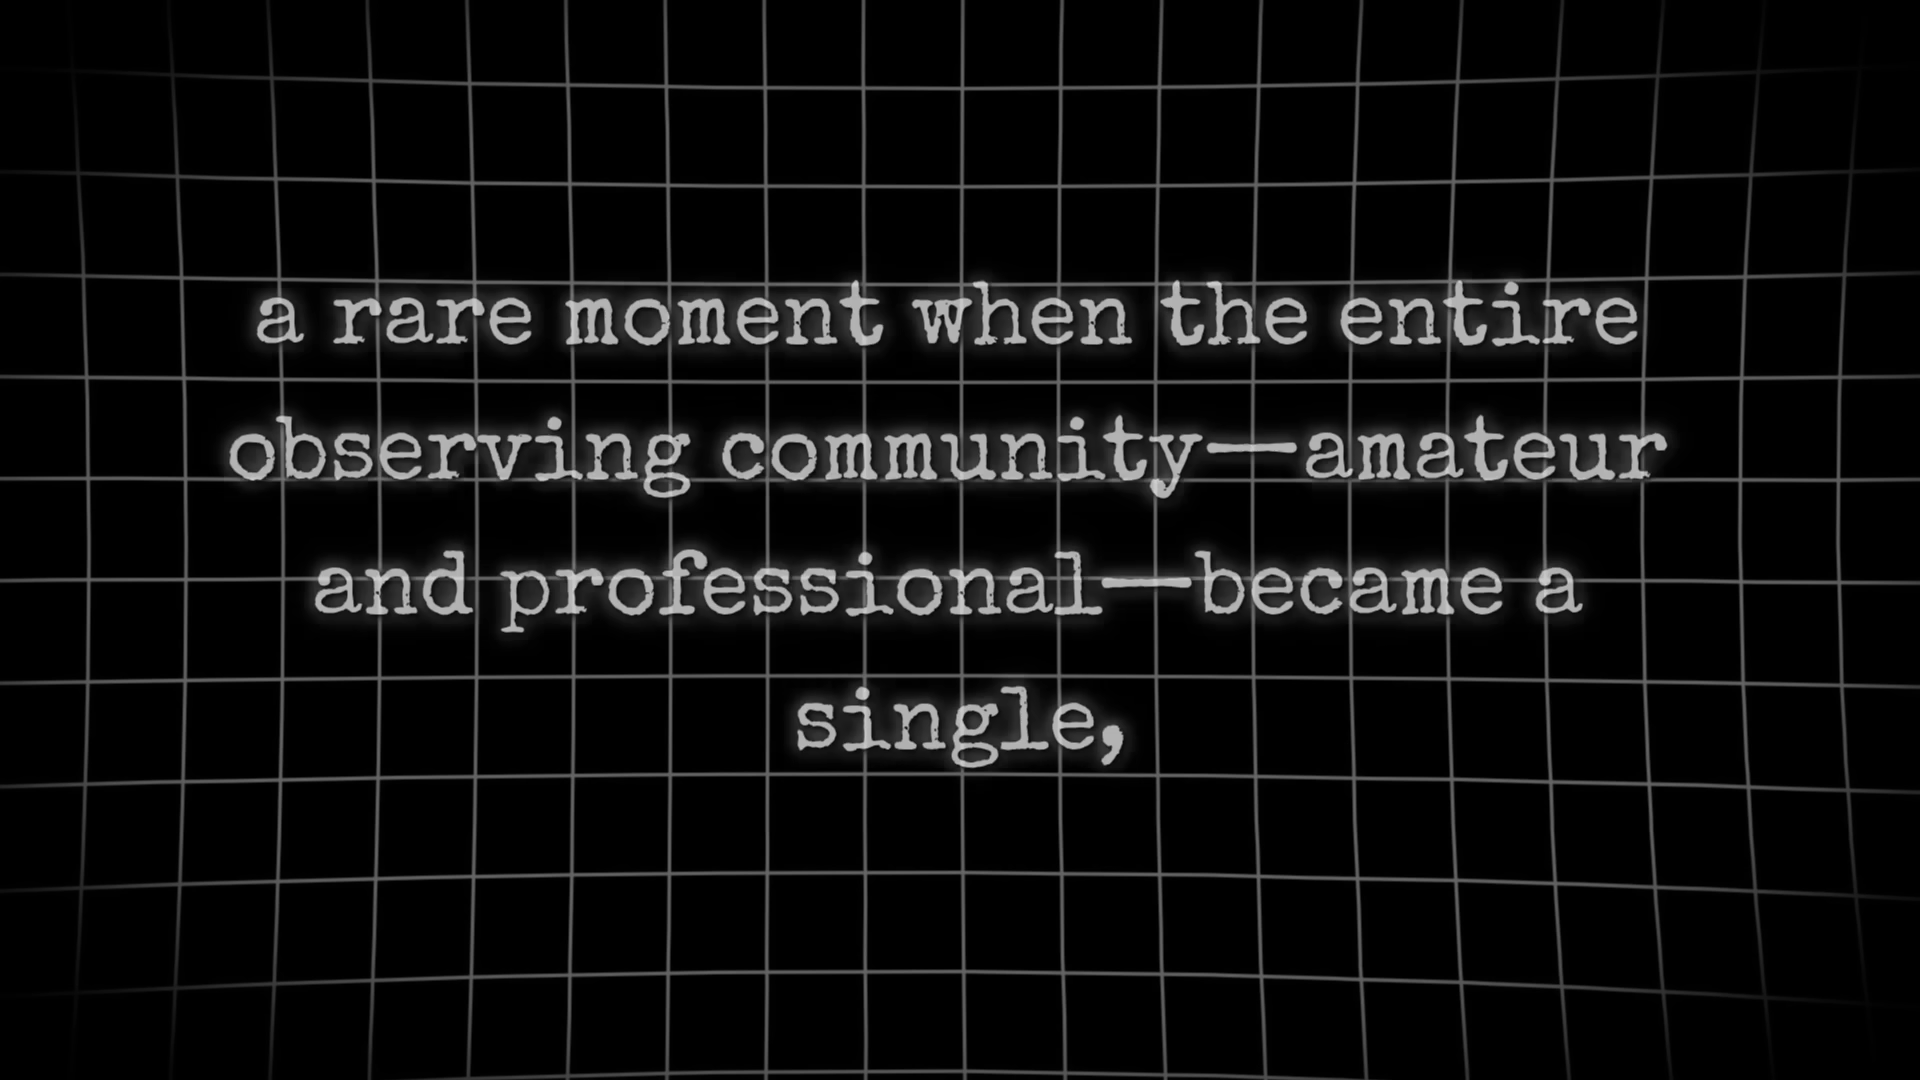 a rare moment when the entire
observing community—amateur
and professional—became a
single,